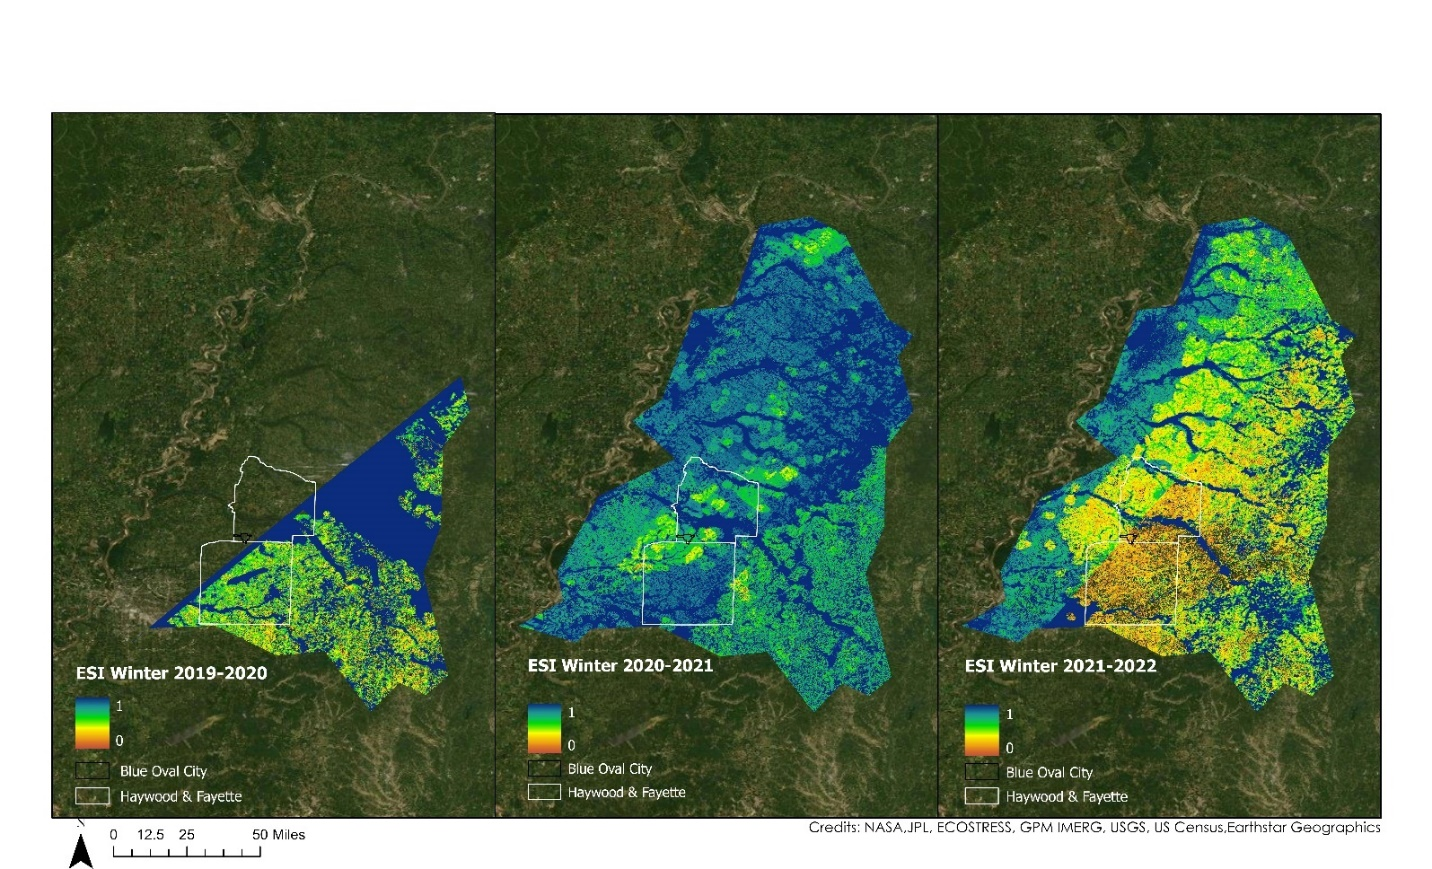 ESI Winter 2019-2020
1
0
Blue Oval City
Haywood & Fayette
ESI Winter 2020-2021
1
0
Blue Oval City
Haywood & Fayette
ESI Winter 2021-2022
1
0
Blue Oval City
Haywood & Fayette
N
0 12.5 25 50 Miles
Credits: NASA,JPL, ECOSTRESS, GPM IMERG, USGS, US Census,Earthstar Geographics